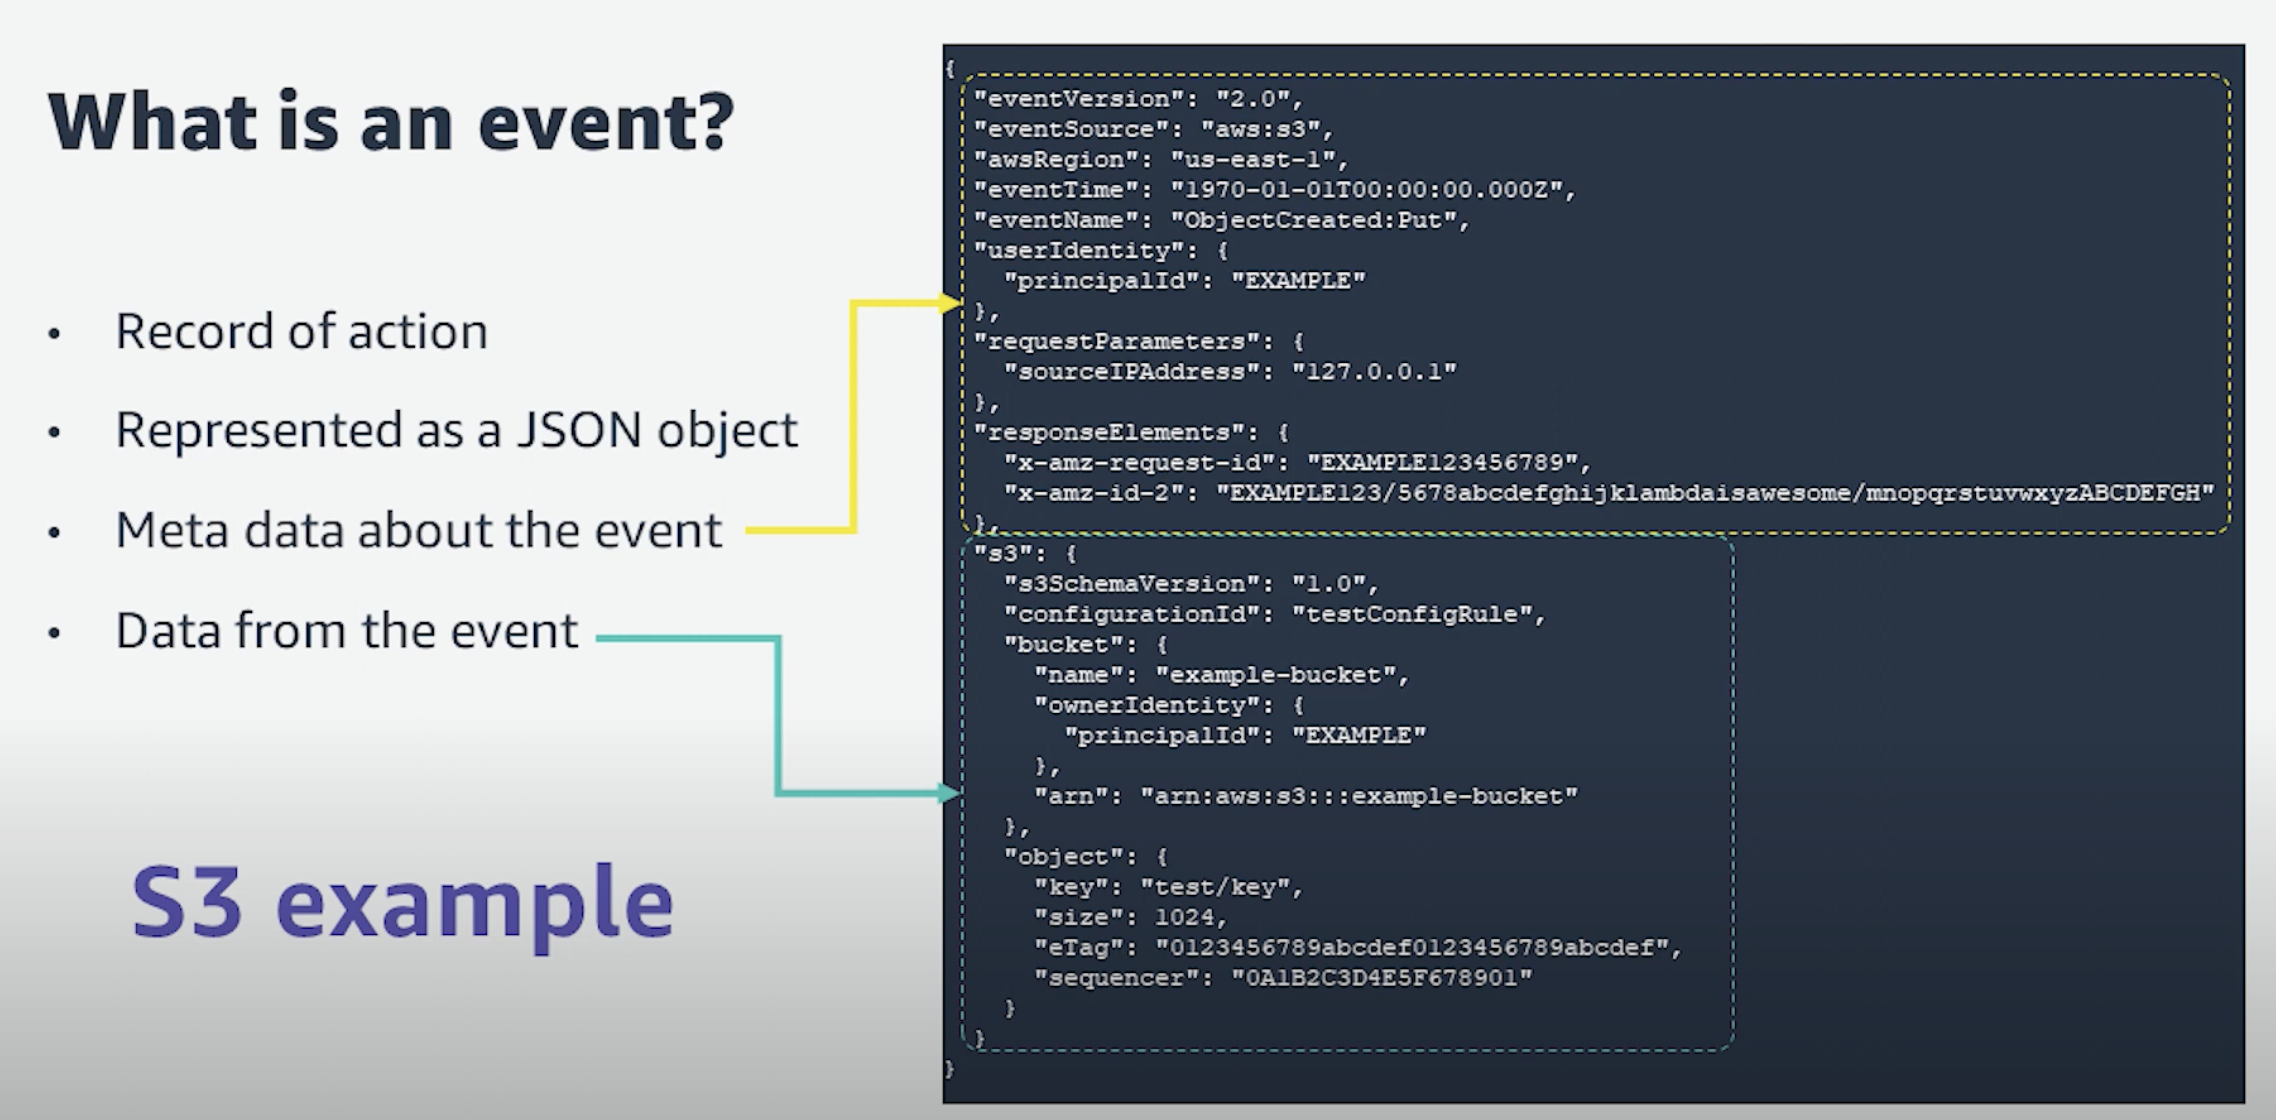 What is an event?
• Record of action
• Represented as a JSON object
• Meta data about the event
• Data from the event
S3 example
{
  "eventVersion": "2.0",
  "eventSource": "aws:s3",
  "awsRegion": "us-east-1",
  "eventTime": "1970-01-01T00:00:00.000Z",
  "eventName": "ObjectCreated:Put",
  "userIdentity": {
    "principalId": "EXAMPLE"
  },
  "requestParameters": {
    "sourceIPAddress": "127.0.0.1"
  },
  "responseElements": {
    "x-amz-request-id": "EXAMPLE123456789",
    "x-amz-id-2": "EXAMPLE123/5678abcdefghijklambdaisawesome/mnopqrstuvwxyzABCDEFGH"
  },
  "s3": {
    "s3SchemaVersion": "1.0",
    "configurationId": "testConfigRule",
    "bucket": {
      "name": "example-bucket",
      "ownerIdentity": {
        "principalId": "EXAMPLE"
      },
      "arn": "arn:aws:s3:::example-bucket"
    },
    "object": {
      "key": "test/key",
      "size": 1024,
      "eTag": "0123456789abcdef0123456789abcdef",
      "sequencer": "0A1B2C3D4E5F678901"
    }
  }
}